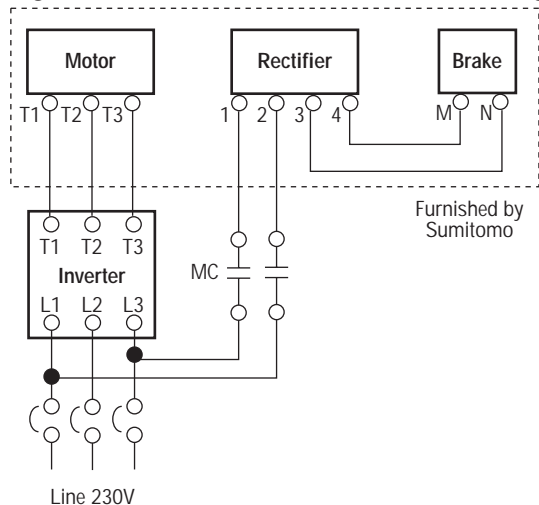 Motor Rectifier Brake
T1 T2 T3 1 2 3 4 M N
Furnished by
Sumitomo
T1 T2 T3
Inverter
MC
L1 L2 L3
Line 230V